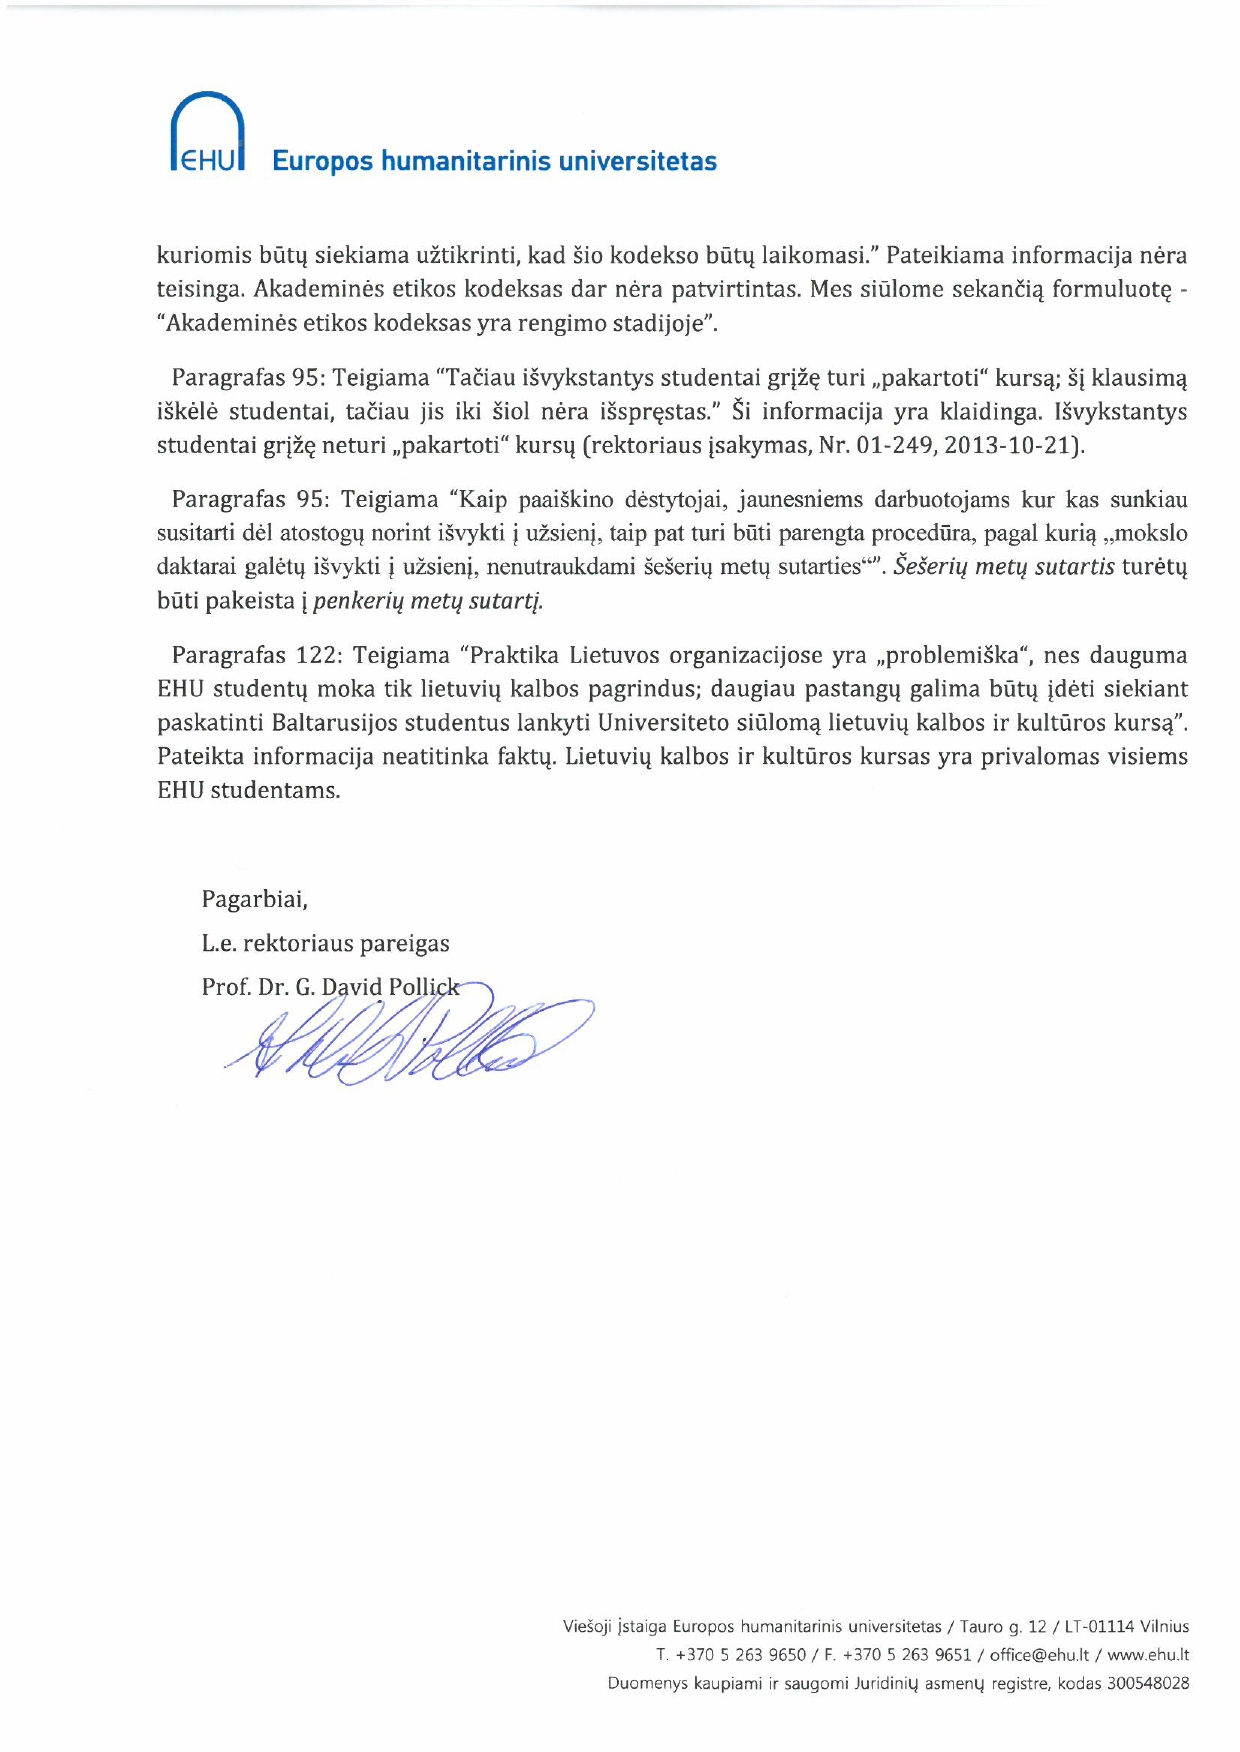 EHU Europos humanitarinis universitetas
kuriomis būtų siekiama užtikrinti, kad šio kodekso būtų laikomasi.” Pateikiama informacija nėra
teisinga. Akademinės etikos kodeksas dar nėra patvirtintas. Mes siūlome sekančią formuluotę -
“Akademinės etikos kodeksas yra rengimo stadijoje”.
Paragrafas 95: Teigiama “Tačiau išvykstantys studentai grįžę turi „pakartoti“ kursą; šį klausimą
iškėlė studentai, tačiau jis iki šiol nėra išspręstas.” Ši informacija yra klaidinga. Išvykstantys
studentai grįžę neturi „pakartoti“ kursų (rektoriaus įsakymas, Nr. 01-249, 2013-10-21).
Paragrafas 95: Teigiama “Kaip paaiškino dėstytojai, jaunesniems darbuotojams kur kas sunkiau
susitarti dėl atostogų norint išvykti į užsienį, taip pat turi būti parengta procedūra, pagal kurią „mokslo
daktarai galėtų išvykti į užsienį, nenutraukdami šešerių metų sutarties“”. Šešerių metų sutartis turėtų
būti pakeista į penkerių metų sutartį.
Paragrafas 122: Teigiama “Praktika Lietuvos organizacijose yra „problemiška“, nes dauguma
EHU studentų moka tik lietuvių kalbos pagrindus; daugiau pastangų galima būtų įdėti siekiant
paskatinti Baltarusijos studentus lankyti Universiteto siūlomą lietuvių kalbos ir kultūros kursą”.
Pateikta informacija neatitinka faktų. Lietuvių kalbos ir kultūros kursas yra privalomas visiems
EHU studentams.
Pagarbiai,
L.e. rektoriaus pareigas
Prof. Dr. G. David Pollick
Viešoji įstaiga Europos humanitarinis universitetas / Tauro g. 12 / LT-01114 Vilnius
T. +370 5 263 9650 / F. +370 5 263 9651 / office@ehu.lt / www.ehu.lt
Duomenys kaupiami ir saugomi Juridinių asmenų registre, kodas 300548028